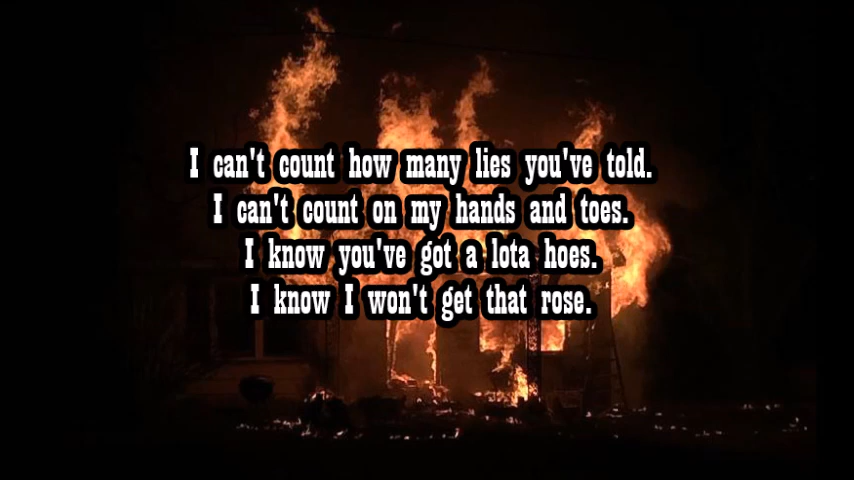 I can't count how many lies you've told.
I can't count on my hands and toes.
I know you've got a lota hoes.
I know I won't get that rose.